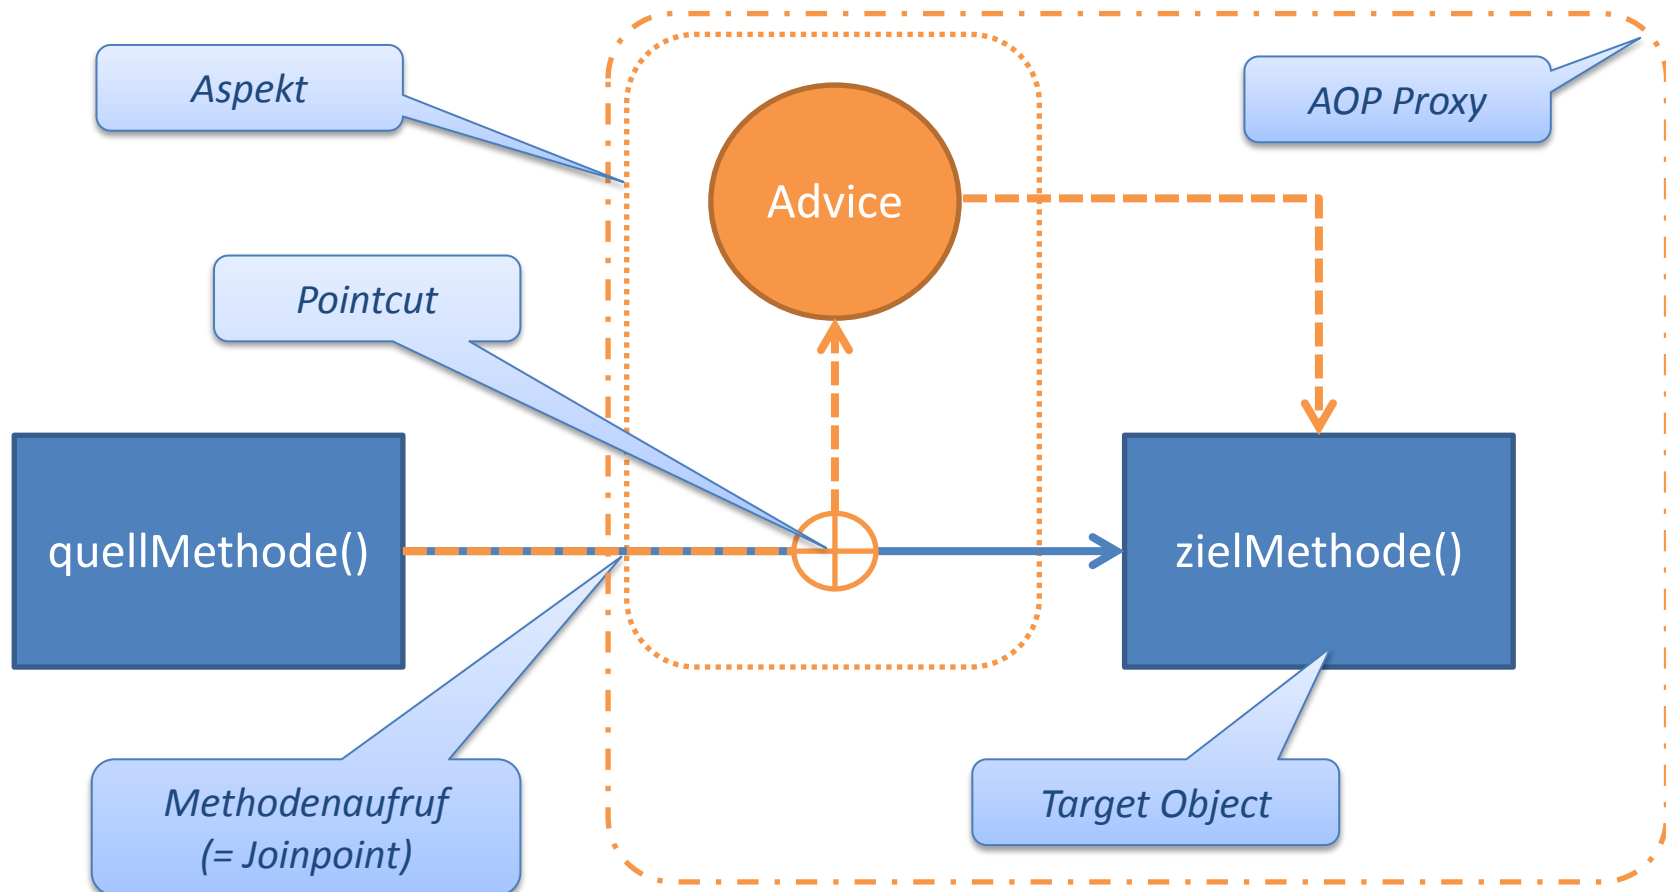 Aspekt
AOP Proxy
Advice
Pointcut
quellMethode()
zielMethode()
Methodenaufruf
(= Joinpoint)
Target Object